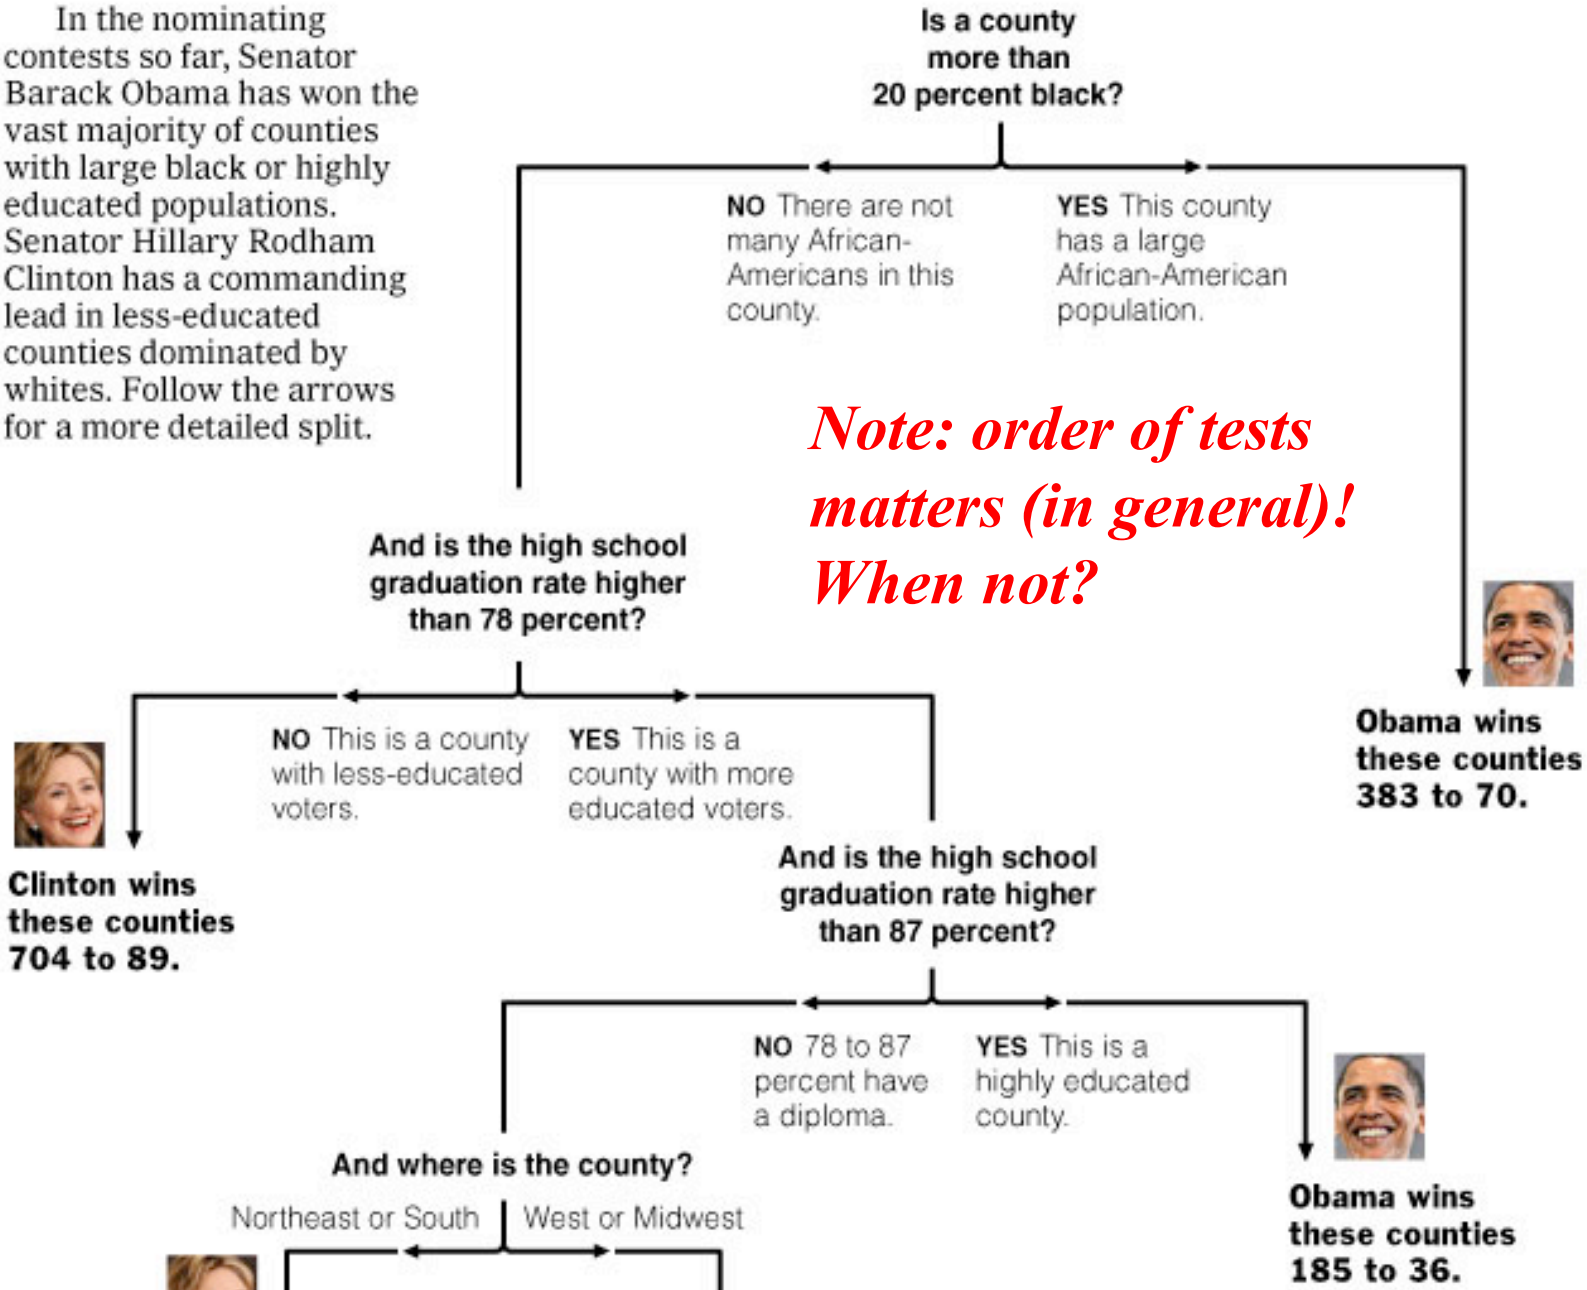 In the nominating
contests so far, Senator
Barack Obama has won the
vast majority of counties
with large black or highly
educated populations.
Senator Hillary Rodham
Clinton has a commanding
lead in less-educated
counties dominated by
whites. Follow the arrows
for a more detailed split.
Is a county
more than
20 percent black?
NO There are not
many African-
Americans in this
county.
YES This county
has a large
African-American
population.
Note: order of tests
matters (in general)!
When not?
And is the high school
graduation rate higher
than 78 percent?
Obama wins
these counties
383 to 70.
NO This is a county
with less-educated
voters.
YES This is a
county with more
educated voters.
Clinton wins
these counties
704 to 89.
And is the high school
graduation rate higher
than 87 percent?
NO 78 to 87
percent have
a diploma.
YES This is a
highly educated
county.
Obama wins
these counties
185 to 36.
And where is the county?
Northeast or South
West or Midwest